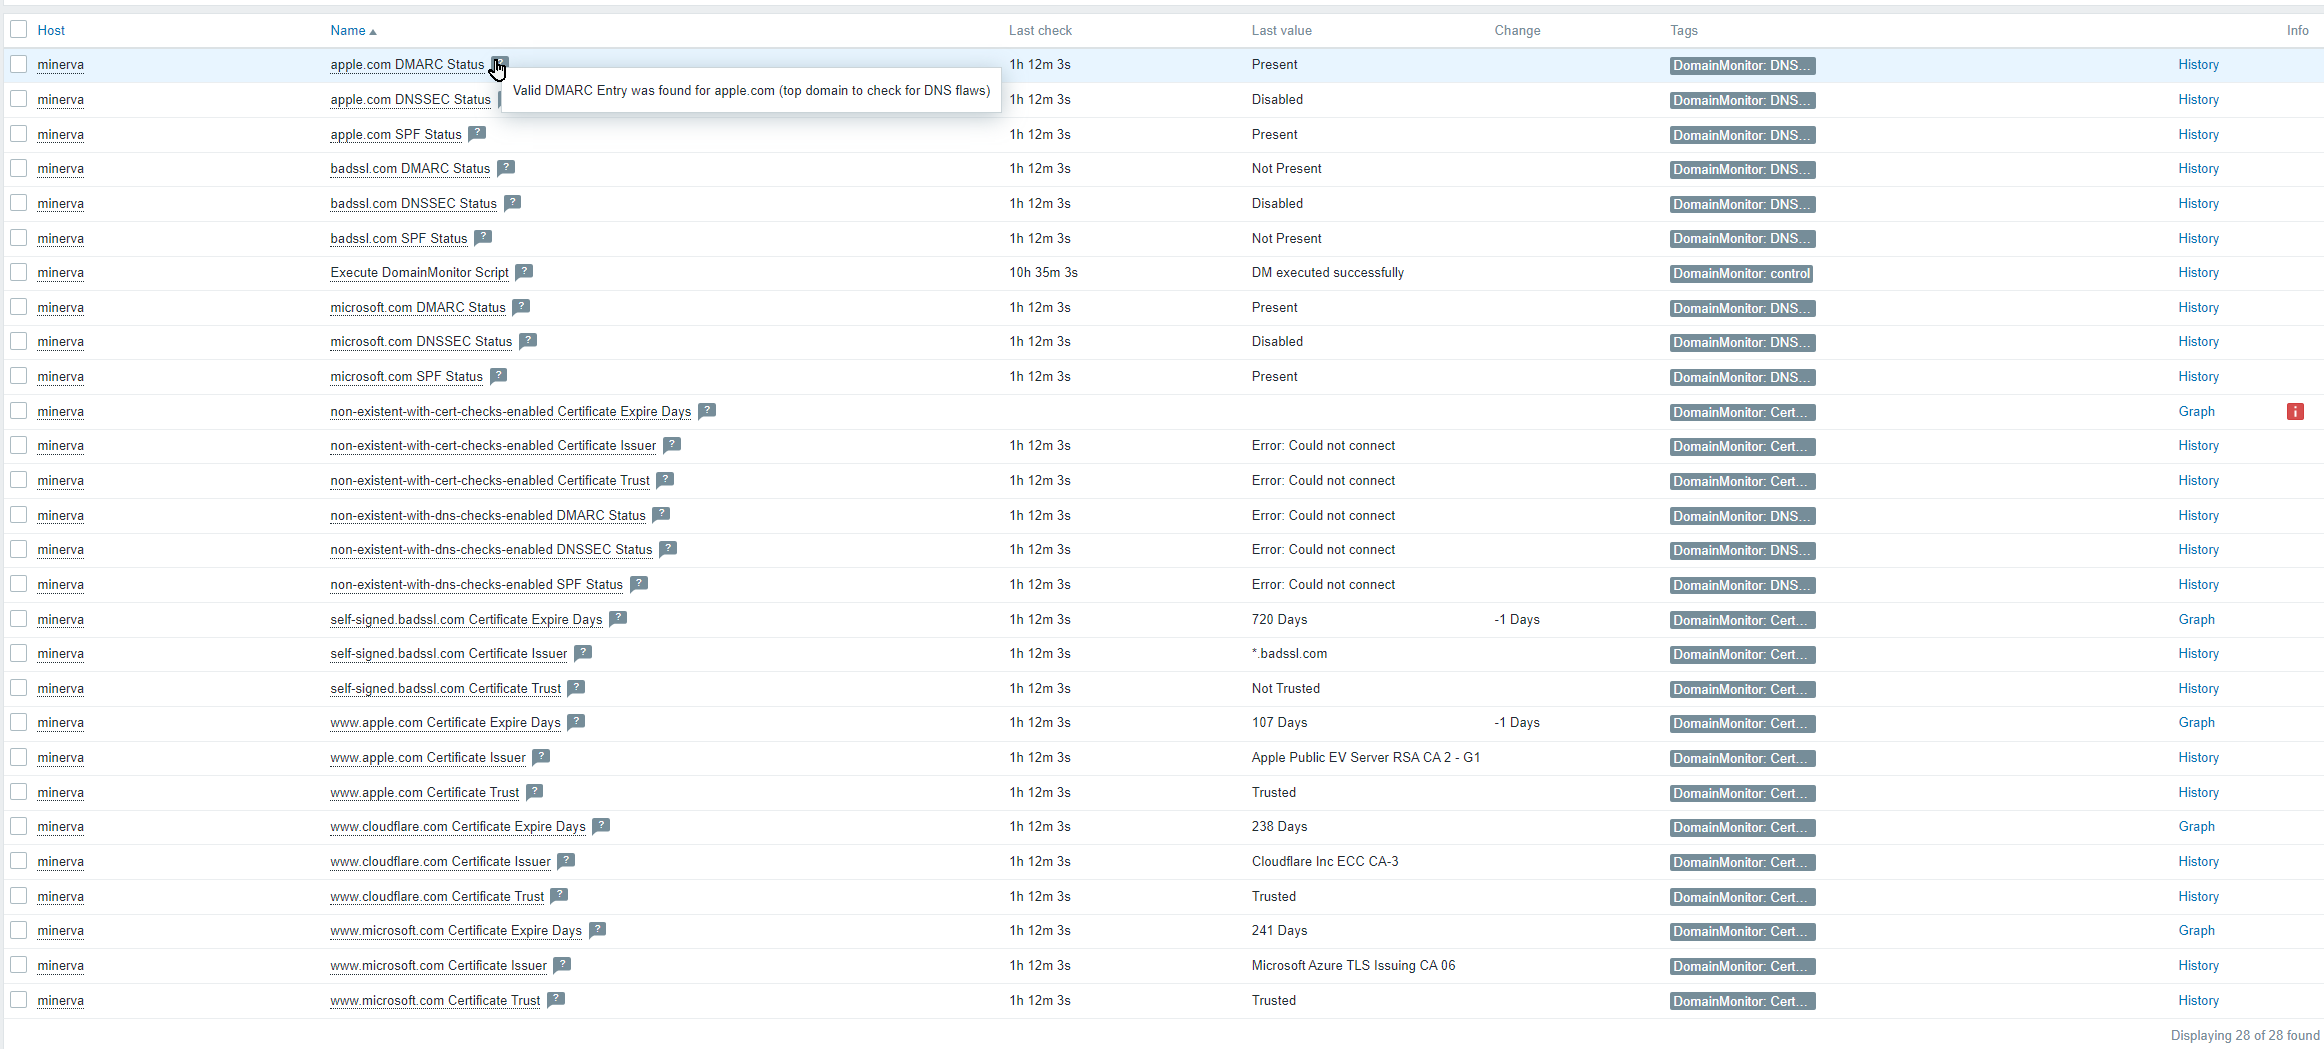 Host Name Last check Last value Change Tags Info
minerva apple.com DMARC Status 1h 12m 3s Present DomainMonitor: DNS... History
Valid DMARC Entry was found for apple.com (top domain to check for DNS flaws)
minerva apple.com DNSSEC Status 1h 12m 3s Disabled DomainMonitor: DNS... History
minerva apple.com SPF Status ? 1h 12m 3s Present DomainMonitor: DNS... History
minerva badssl.com DMARC Status ? 1h 12m 3s Not Present DomainMonitor: DNS... History
minerva badssl.com DNSSEC Status ? 1h 12m 3s Disabled DomainMonitor: DNS... History
minerva badssl.com SPF Status ? 1h 12m 3s Not Present DomainMonitor: DNS... History
minerva Execute DomainMonitor Script ? 10h 35m 3s DM executed successfully DomainMonitor: control History
minerva microsoft.com DMARC Status ? 1h 12m 3s Present DomainMonitor: DNS... History
minerva microsoft.com DNSSEC Status ? 1h 12m 3s Disabled DomainMonitor: DNS... History
minerva microsoft.com SPF Status ? 1h 12m 3s Present DomainMonitor: DNS... History
minerva non-existent-with-cert-checks-enabled Certificate Expire Days ? DomainMonitor: Cert... Graph i
minerva non-existent-with-cert-checks-enabled Certificate Issuer ? 1h 12m 3s Error: Could not connect DomainMonitor: Cert... History
minerva non-existent-with-cert-checks-enabled Certificate Trust ? 1h 12m 3s Error: Could not connect DomainMonitor: Cert... History
minerva non-existent-with-dns-checks-enabled DMARC Status ? 1h 12m 3s Error: Could not connect DomainMonitor: DNS... History
minerva non-existent-with-dns-checks-enabled DNSSEC Status ? 1h 12m 3s Error: Could not connect DomainMonitor: DNS... History
minerva non-existent-with-dns-checks-enabled SPF Status ? 1h 12m 3s Error: Could not connect DomainMonitor: DNS... History
minerva self-signed.badssl.com Certificate Expire Days ? 1h 12m 3s 720 Days -1 Days DomainMonitor: Cert... Graph
minerva self-signed.badssl.com Certificate Issuer ? 1h 12m 3s *.badssl.com DomainMonitor: Cert... History
minerva self-signed.badssl.com Certificate Trust ? 1h 12m 3s Not Trusted DomainMonitor: Cert... History
minerva www.apple.com Certificate Expire Days ? 1h 12m 3s 107 Days -1 Days DomainMonitor: Cert... Graph
minerva www.apple.com Certificate Issuer ? 1h 12m 3s Apple Public EV Server RSA CA 2 - G1 DomainMonitor: Cert... History
minerva www.apple.com Certificate Trust ? 1h 12m 3s Trusted DomainMonitor: Cert... History
minerva www.cloudflare.com Certificate Expire Days ? 1h 12m 3s 238 Days DomainMonitor: Cert... Graph
minerva www.cloudflare.com Certificate Issuer ? 1h 12m 3s Cloudflare Inc ECC CA-3 DomainMonitor: Cert... History
minerva www.cloudflare.com Certificate Trust ? 1h 12m 3s Trusted DomainMonitor: Cert... History
minerva www.microsoft.com Certificate Expire Days ? 1h 12m 3s 241 Days DomainMonitor: Cert... Graph
minerva www.microsoft.com Certificate Issuer ? 1h 12m 3s Microsoft Azure TLS Issuing CA 06 DomainMonitor: Cert... History
minerva www.microsoft.com Certificate Trust ? 1h 12m 3s Trusted DomainMonitor: Cert... History
Displaying 28 of 28 found